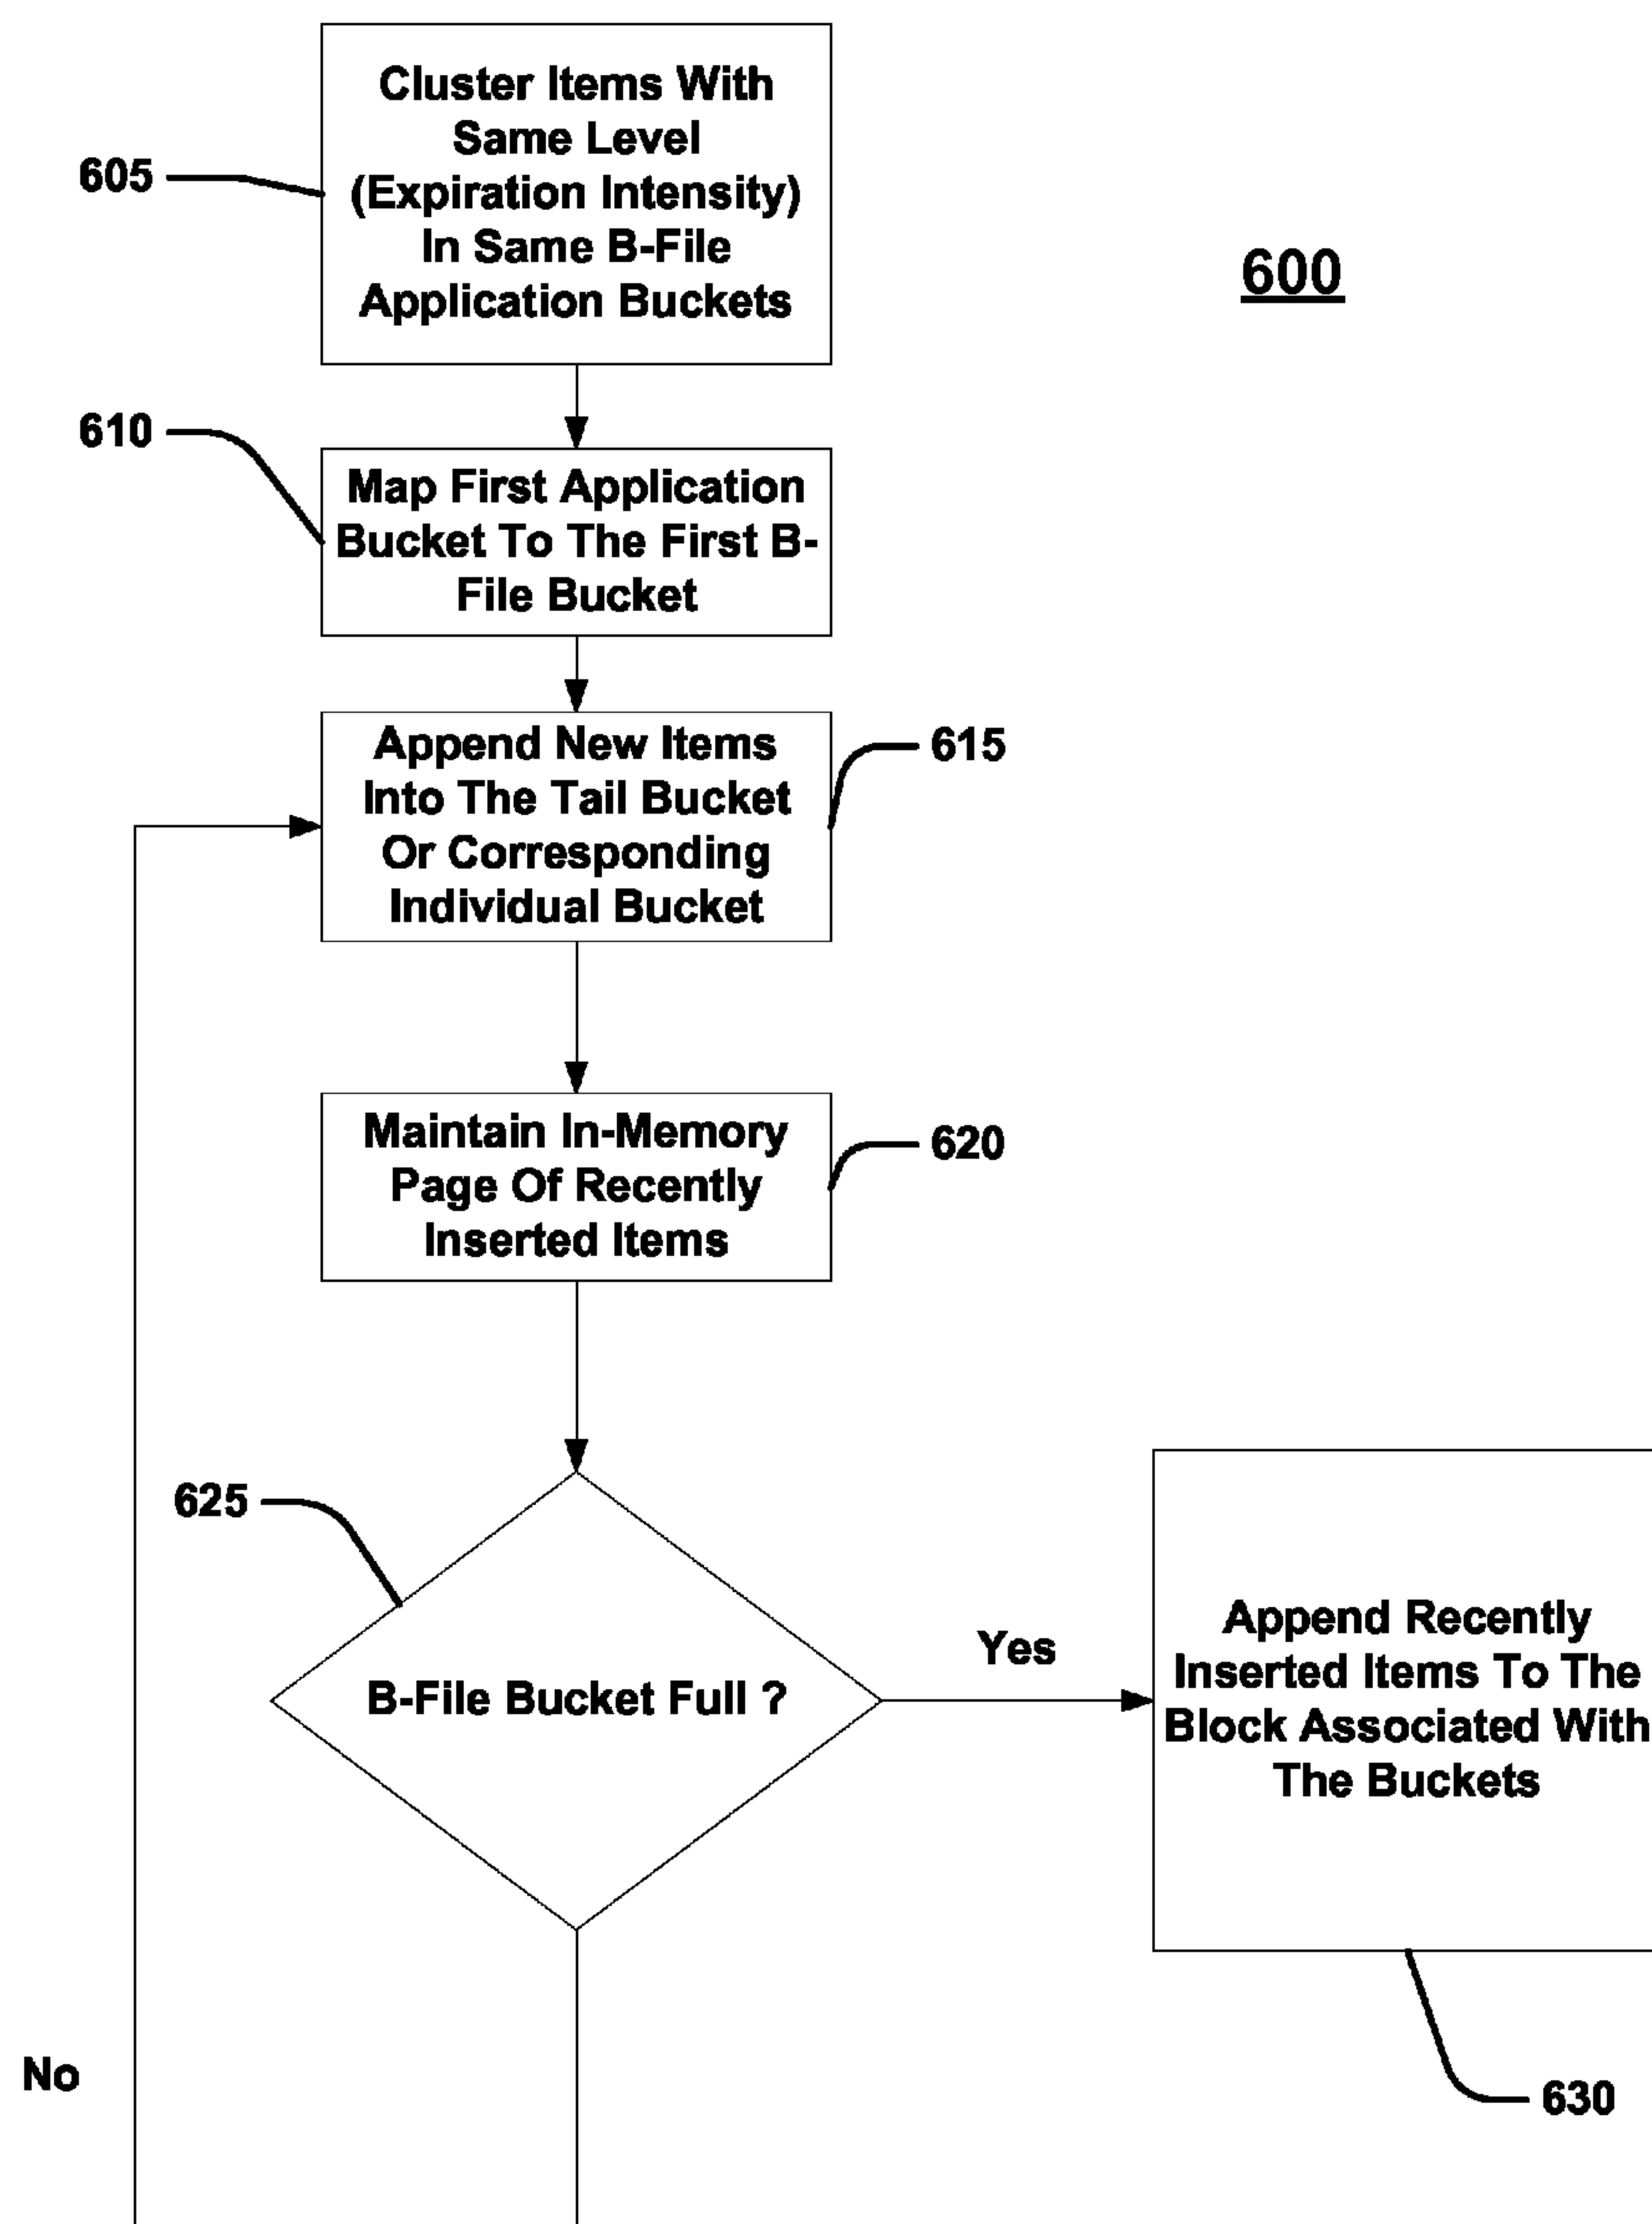 Cluster Items With
Same Level
(Expiration Intensity)
In Same B-File
Application Buckets
605
600
610
Map First Application
Bucket To The First B-
File Bucket
Append New Items
Into The Tail Bucket
Or Corresponding
Individual Bucket
615
Maintain In-Memory
Page Of Recently
Inserted Items
620
625
B-File Bucket Full ?
Yes
Append Recently
Inserted Items To The
Block Associated With
The Buckets
No
630